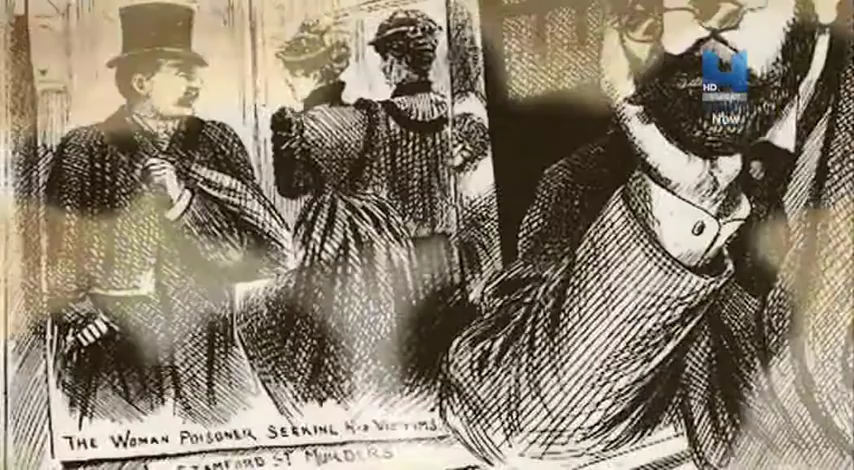 HD
Now
THE WOMAN POISONER SEEKING HIS VICTIMS
STAMFORD ST MURDERS